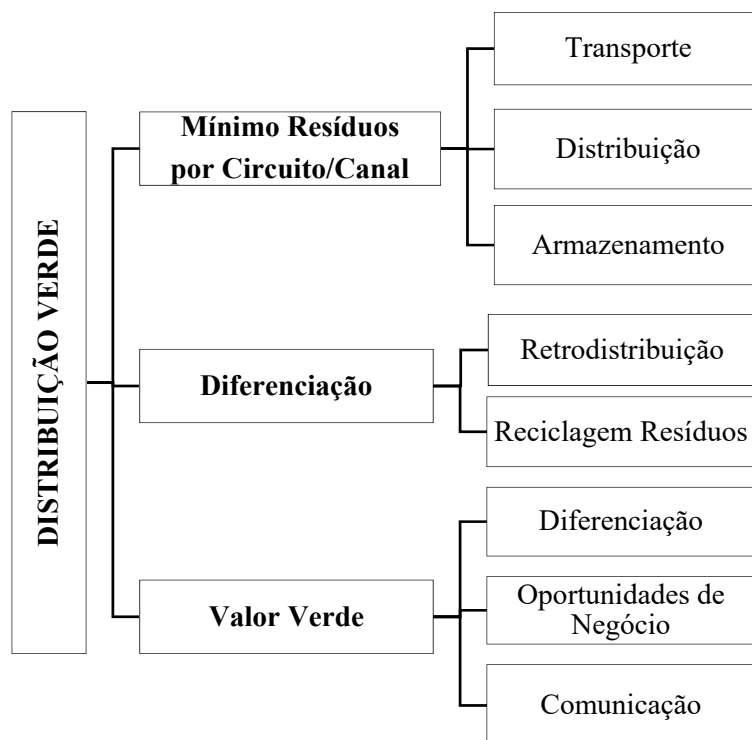 DISTRIBUIÇÃO VERDE
Mínimo Resíduos
por Circuito/Canal
Transporte
Distribuição
Armazenamento
Diferenciação
Retrodistribuição
Reciclagem Resíduos
Valor Verde
Diferenciação
Oportunidades de
Negócio
Comunicação